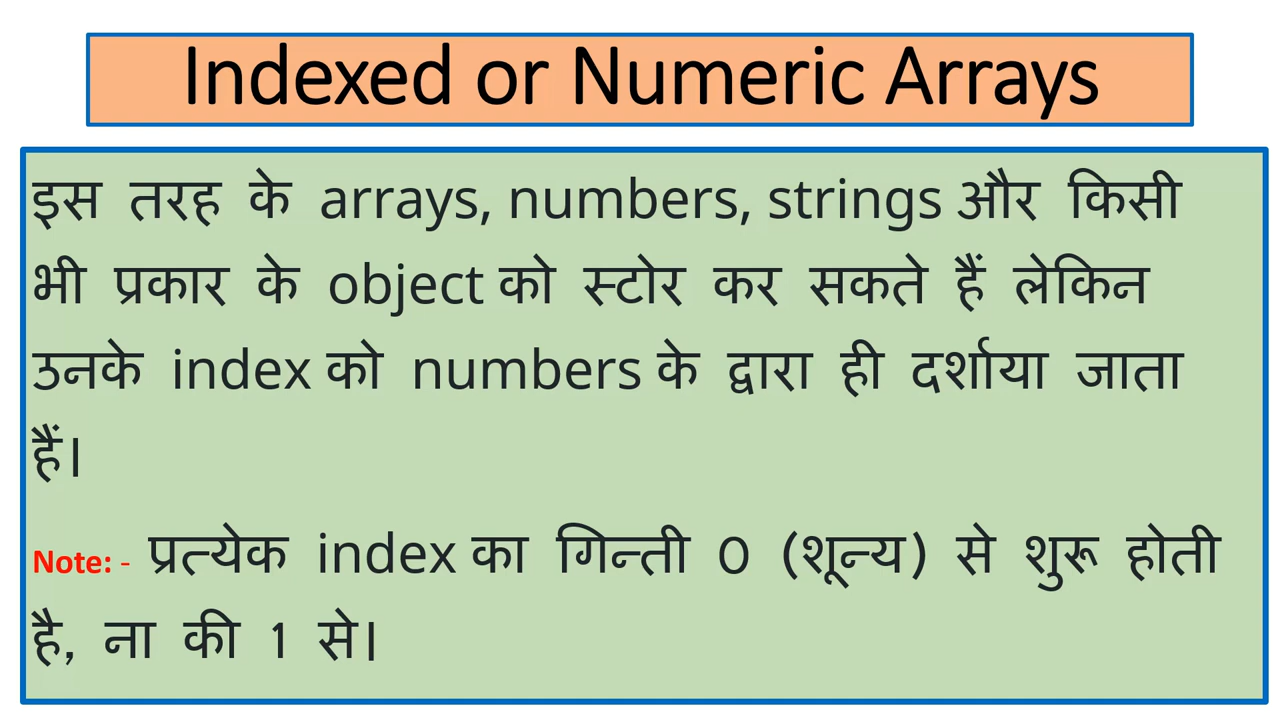 Indexed or Numeric Arrays
इस तरह के arrays, numbers, strings और किसी
भी प्रकार के object को स्टोर कर सकते हैं लेकिन
उनके index को numbers के द्वारा ही दर्शाया जाता
हैं।
Note: - प्रत्येक index का गिन्ती 0 (शून्य) से शुरू होती
है, ना की 1 से।